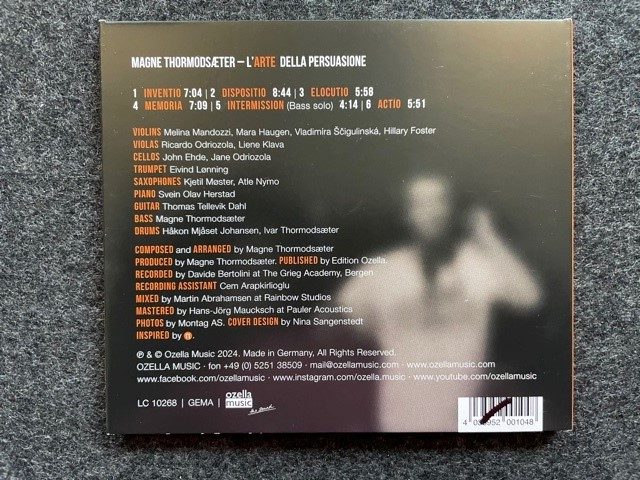 MAGNE THORMODSÆTER – L'ARTE DELLA PERSUASIONE
1 INVENTIO 7:04 | 2 DISPOSITIO 8:44 | 3 ELOCUTIO 5:58
4 MEMORIA 7:09 | 5 INTERMISSION (Bass solo) 4:14 | 6 ACTIO 5:51
VIOLINS Melina Mandozzi, Mara Haugen, Vladimíra Ščigulinská, Hillary Foster
VIOLAS Ricardo Odriozola, Liene Klava
CELLOS John Ehde, Jane Odriozola
TRUMPET Eivind Lønning
SAXOPHONES Kjetil Møster, Atle Nymo
PIANO Svein Olav Herstad
GUITAR Thomas Tellevik Dahl
BASS Magne Thormodsæter
DRUMS Håkon Mjåset Johansen, Ivar Thormodsæter
COMPOSED and ARRANGED by Magne Thormodsæter
PRODUCED by Magne Thormodsæter. PUBLISHED by Edition Ozella.
RECORDED by Davide Bertolini at The Grieg Academy, Bergen
RECORDING ASSISTANT Cem Arapkirlioglu
MIXED by Martin Abrahamsen at Rainbow Studios
MASTERED by Hans-Jörg Maucksch at Pauler Acoustics
PHOTOS by Montag AS. COVER DESIGN by Nina Sangenstedt
INSPIRED by
℗ & © Ozella Music 2024. Made in Germany, All Rights Reserved.
OZELLA MUSIC · fon +49 (0) 5251 38509 · mail@ozellamusic.com · www.ozellamusic.com
www.facebook.com/ozellamusic · www.instagram.com/ozella.music · www.youtube.com/ozellamusic
LC 10268 | GEMA | ozella music
001048